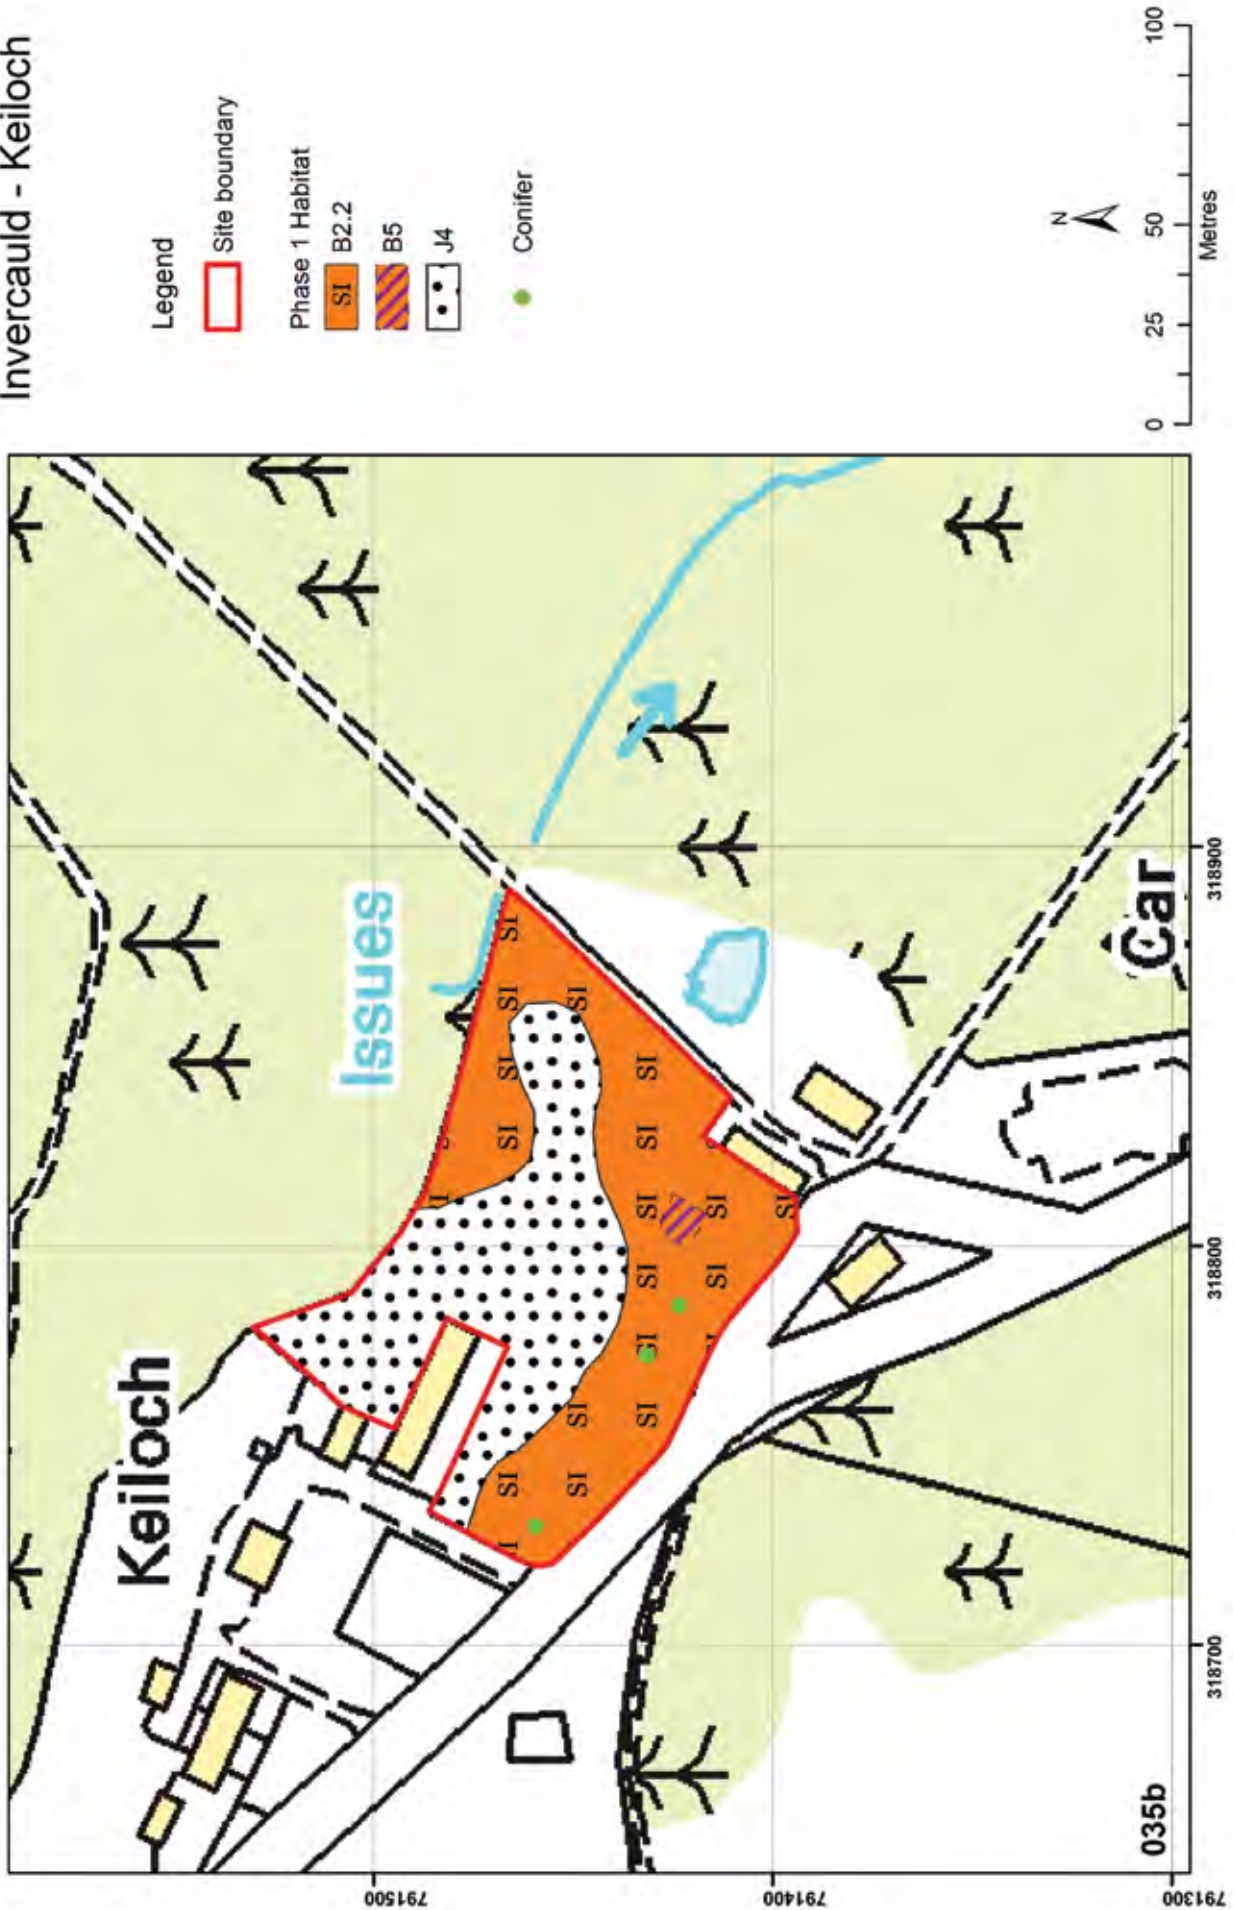 Invercauld - Keiloch
Legend
Site boundary
Phase 1 Habitat
SI B2.2
B5
J4
Conifer
N
0 25 50 100
Metres
Keiloch
Issues
Car
SI
SI SI SI
SI SI SI
SI SI SI SI SI SI
SI SI SI
SI SI
I
I
035b
791500
791400
791300
318700
318800
318900